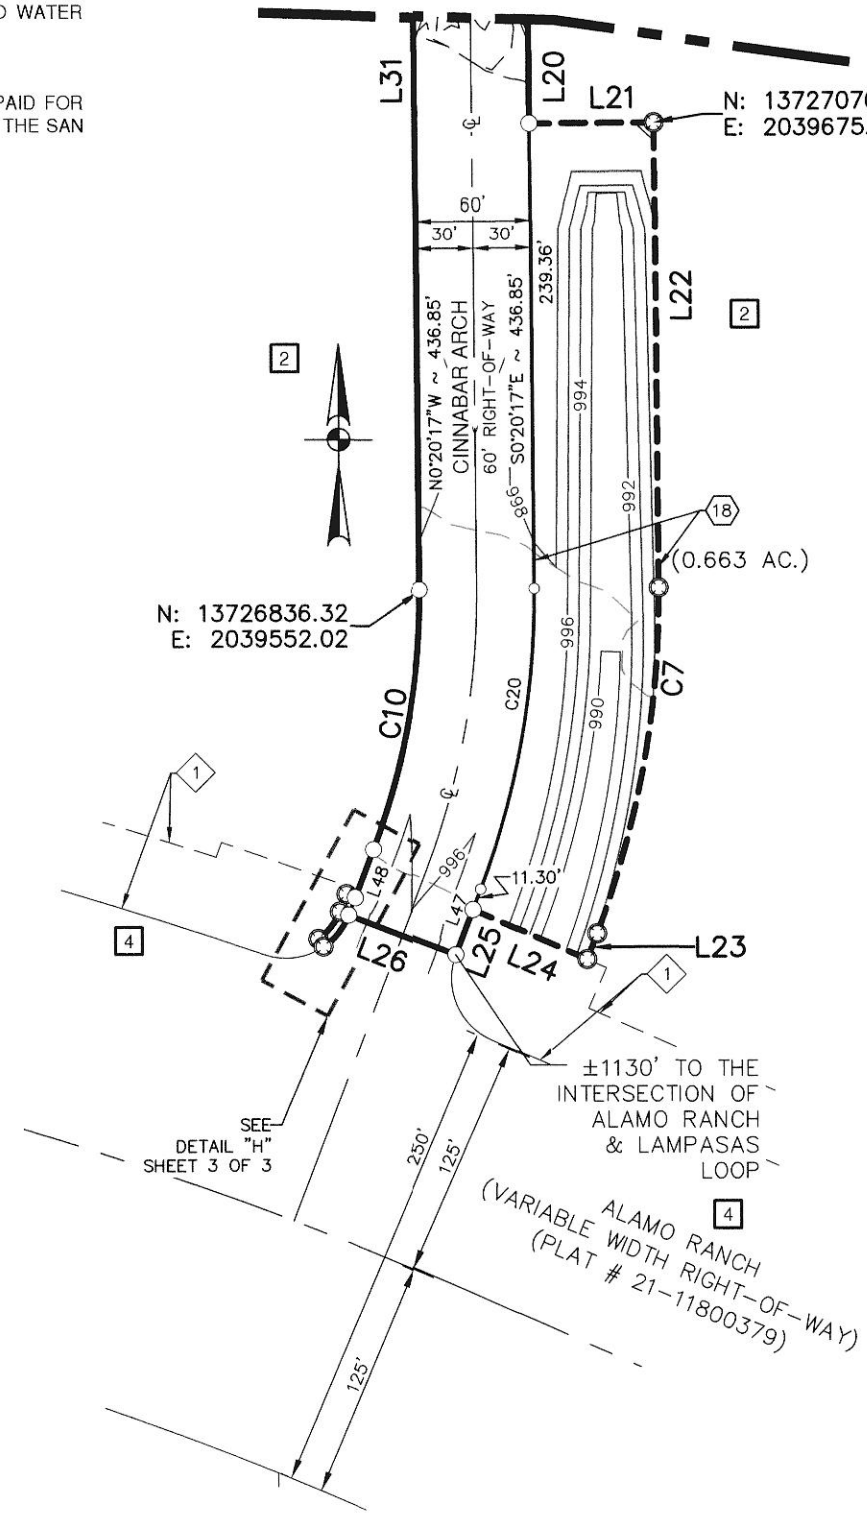 WATER
PAID FOR
THE SAN
L31
L20
L21
N: 1372707
E: 2039675.
60'
30'
30'
239.36'
L22
2
2
N0°20'17"W ~ 436.85'
CINNABAR ARCH
60' RIGHT-OF-WAY
S0°20'17"E ~ 436.85'
994
992
998
18
(0.663 AC.)
N: 13726836.32
E: 2039552.02
996
C10
C20
C7
990
1
996
L48
11.30'
L47
4
L26
L25
L24
L23
1
SEE
DETAIL "H"
SHEET 3 OF 3
±1130' TO THE
INTERSECTION OF
ALAMO RANCH
& LAMPASAS
LOOP
250'
125'
4
ALAMO RANCH
(VARIABLE WIDTH RIGHT-OF-WAY)
(PLAT # 21-11800379)
125'